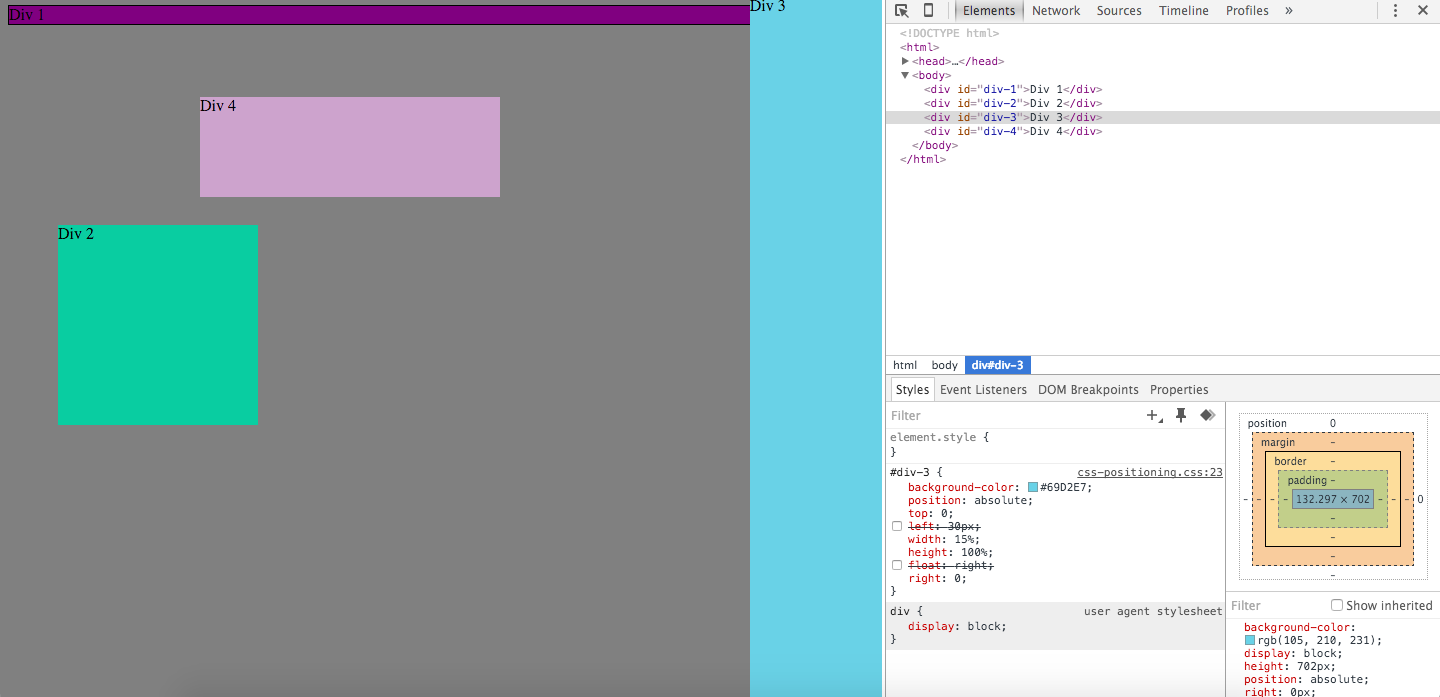 Div 1
Div 3
Div 4
Div 2
Elements Network Sources Timeline Profiles »
<!DOCTYPE html>
<html>
<head>…</head>
<body>
<div id="div-1">Div 1</div>
<div id="div-2">Div 2</div>
<div id="div-3">Div 3</div>
<div id="div-4">Div 4</div>
</body>
</html>
html body div#div-3
Styles Event Listeners DOM Breakpoints Properties
Filter
element.style {
}
#div-3 { css-positioning.css:23
background-color: #69D2E7;
position: absolute;
top: 0;
left: 30px;
width: 15%;
height: 100%;
float: right;
right: 0;
}
div { user agent stylesheet
display: block;
}
position 0
margin -
border -
padding -
- - - 132.297 × 702 - - - 0
-
-
-
-
Filter Show inherited
background-color:
rgb(105, 210, 231);
display: block;
height: 702px;
position: absolute;
right: 0px;